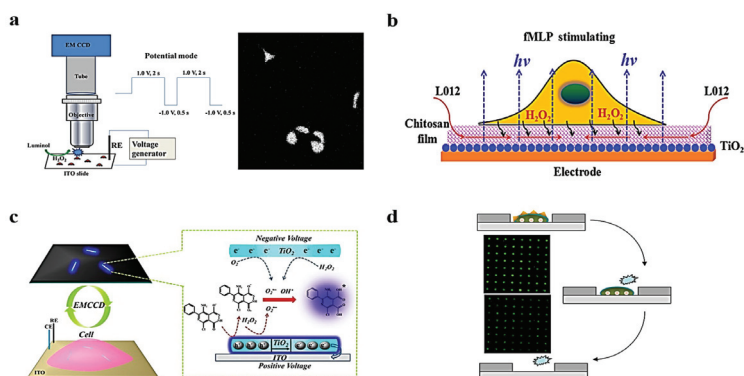 a
EM CCD
Tube
Objective
Luminol
H₂O₂
RE
ITO slide
Voltage
generator
Potential mode
1.0 V, 2 s 1.0 V, 2 s
-1.0 V, 0.5 s -1.0 V, 0.5 s
b
fMLP stimulating
hν hν
L012 L012
H₂O₂ H₂O₂
Chitosan
film
TiO₂
Electrode
c
EMCCD
RE
CE
Cell
ITO
Negative Voltage
e⁻ e⁻ e⁻ TiO₂ e⁻ e⁻ e⁻
O₂ H₂O₂
O₂•⁻ OH•
H₂O₂ O₂•⁻
TiO₂
ITO
Positive Voltage
d